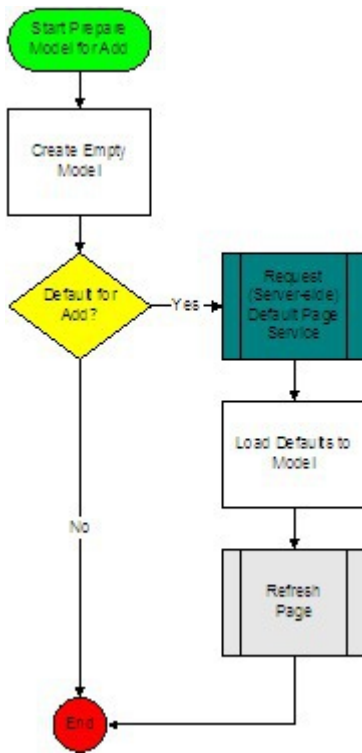 Start Prepare
Model for Add
Create Empty
Model
Default for
Add?
Yes
Request
(Server-side)
Default Page
Service
Load Defaults to
Model
No
Refresh
Page
End